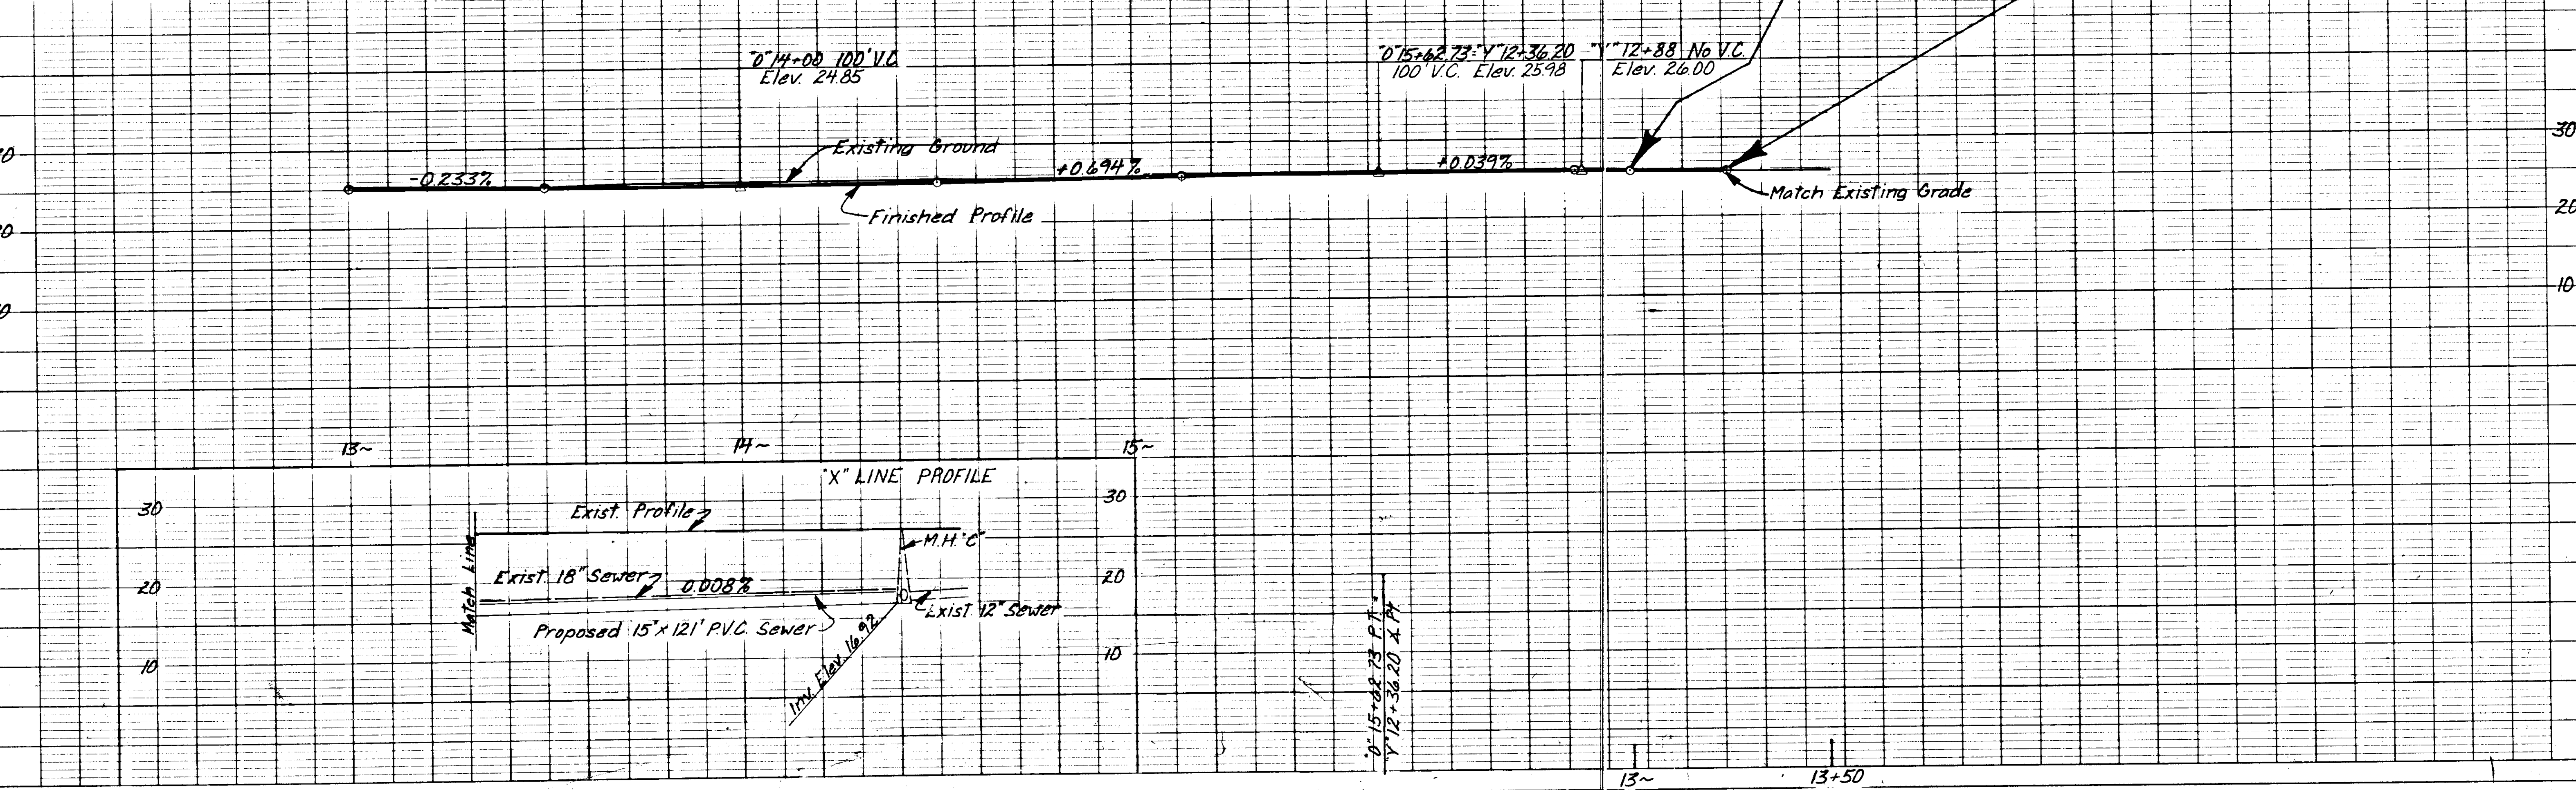 "O" 14+00 100' V.C.
Elev. 24.85
"O" 15+62.73="Y" 12+36.20
100' V.C. Elev. 25.98
"Y" 12+88 No V.C.
Elev. 26.00
30
20
10
-0.233%
Existing Ground
+0.694%
+0.039%
Finished Profile
Match Existing Grade
13~
14~
15~
"X" LINE PROFILE
30
30
Exist. Profile
M.H. "C"
Match Line
Exist. 18" Sewer
0.008%
20
20
Exist. 12" Sewer
Proposed 15" x 121' P.V.C. Sewer
10
10
Inv. Elev. 16.92
"O" 15+62.73 P.T.
"Y" 12+36.20 & PI
13~
13+50